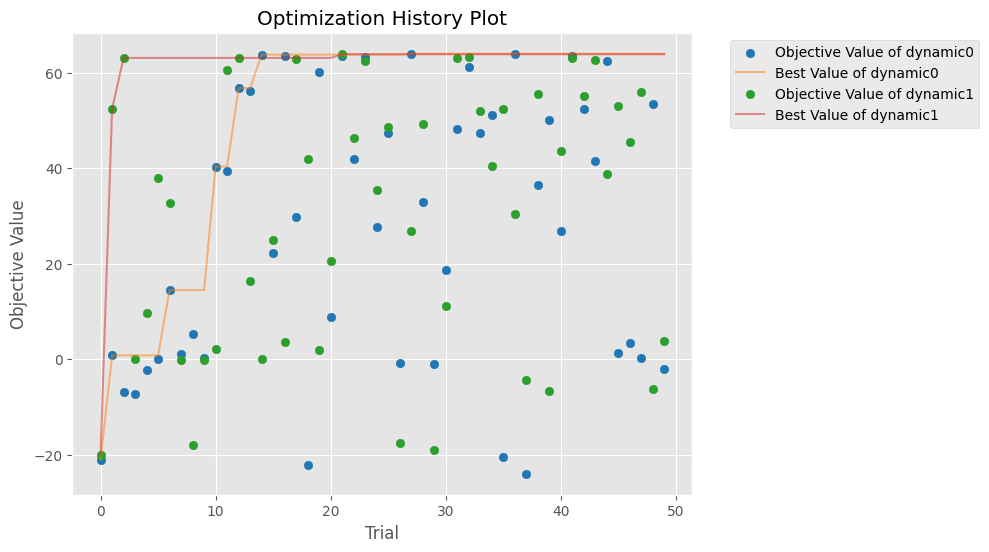 Optimization History Plot
Objective Value of dynamic0
Best Value of dynamic0
Objective Value of dynamic1
Best Value of dynamic1
Objective Value
60
40
20
0
−20
0 10 20 30 40 50
Trial